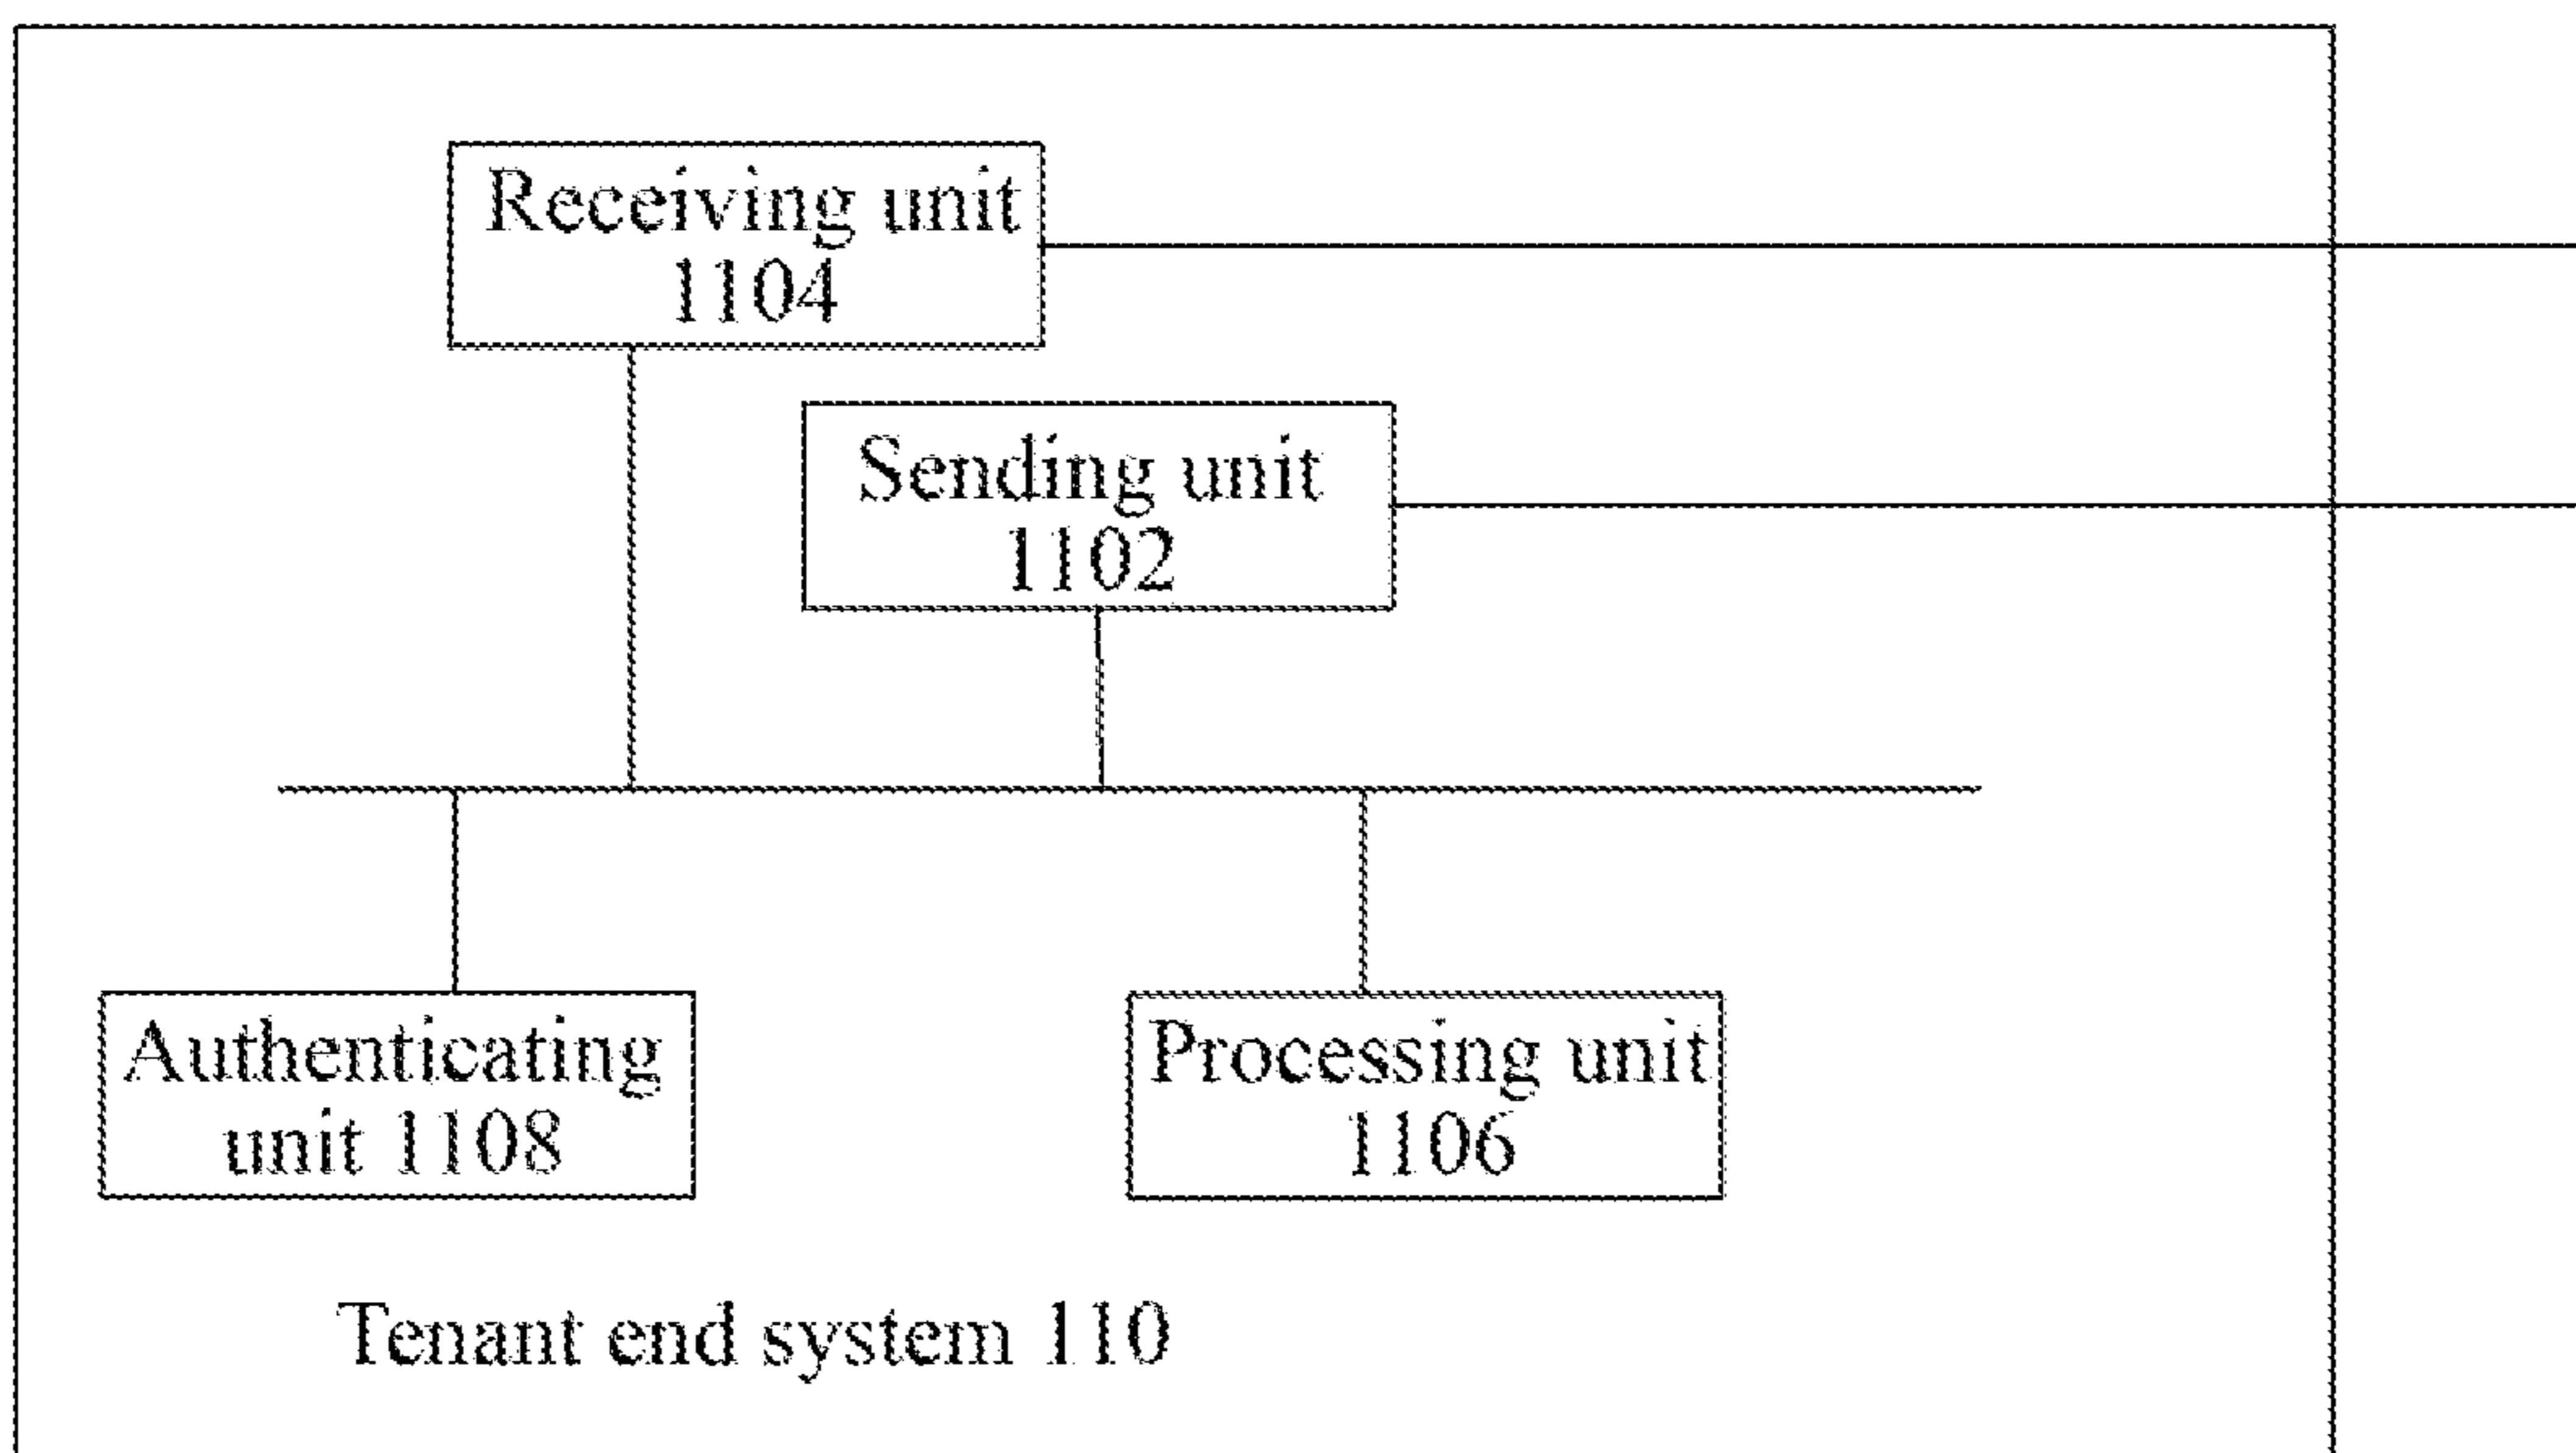 Receiving unit
1104
Sending unit
1102
Authenticating
unit 1108
Processing unit
1106
Tenant end system 110